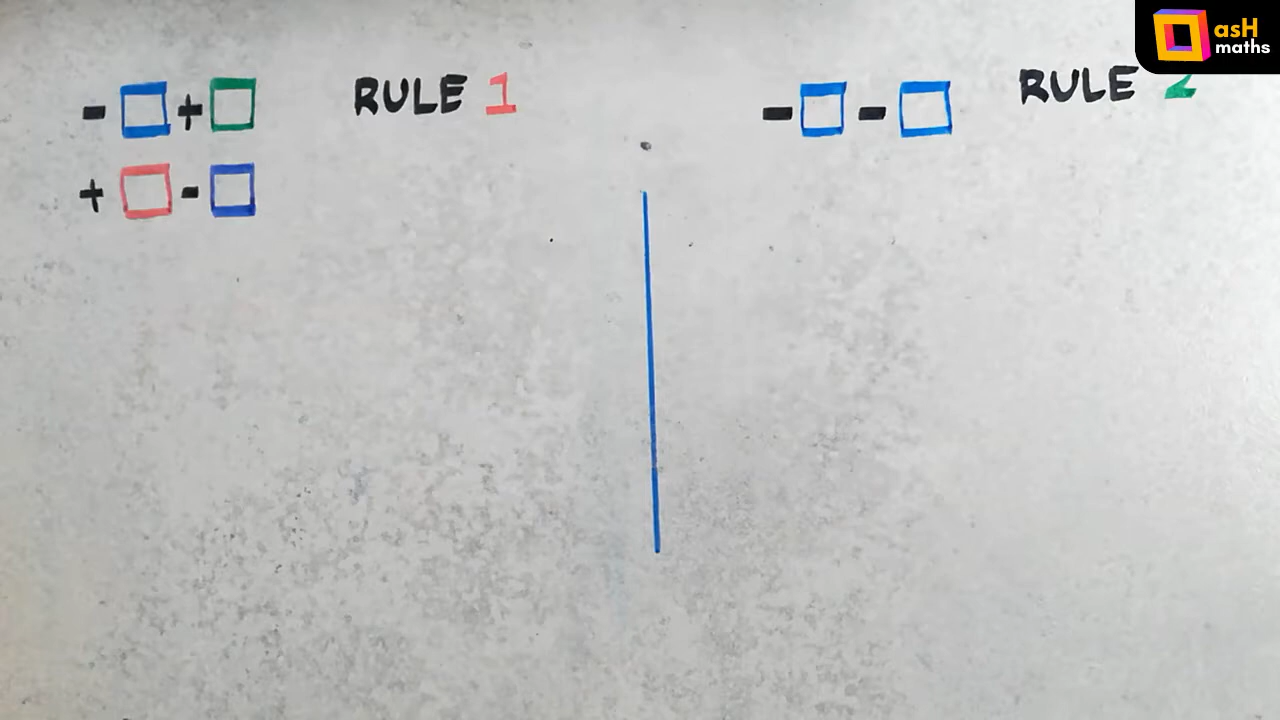 - □ + □ RULE 1
+ □ - □
- □ - □ RULE 2
asH
maths